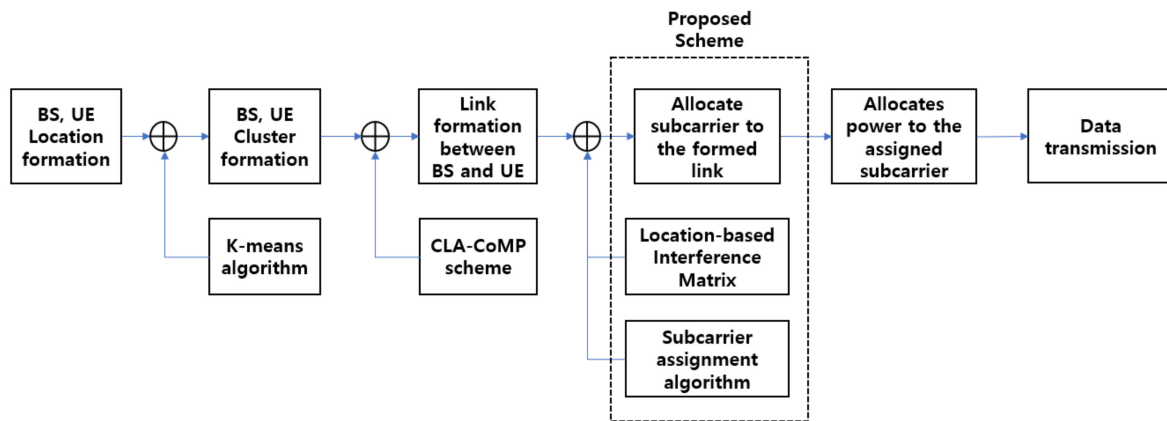 Proposed
Scheme
BS, UE
Location
formation
BS, UE
Cluster
formation
Link
formation
between
BS and UE
Allocate
subcarrier to
the formed
link
Allocates
power to the
assigned
subcarrier
Data
transmission
K-means
algorithm
CLA-CoMP
scheme
Location-based
Interference
Matrix
Subcarrier
assignment
algorithm